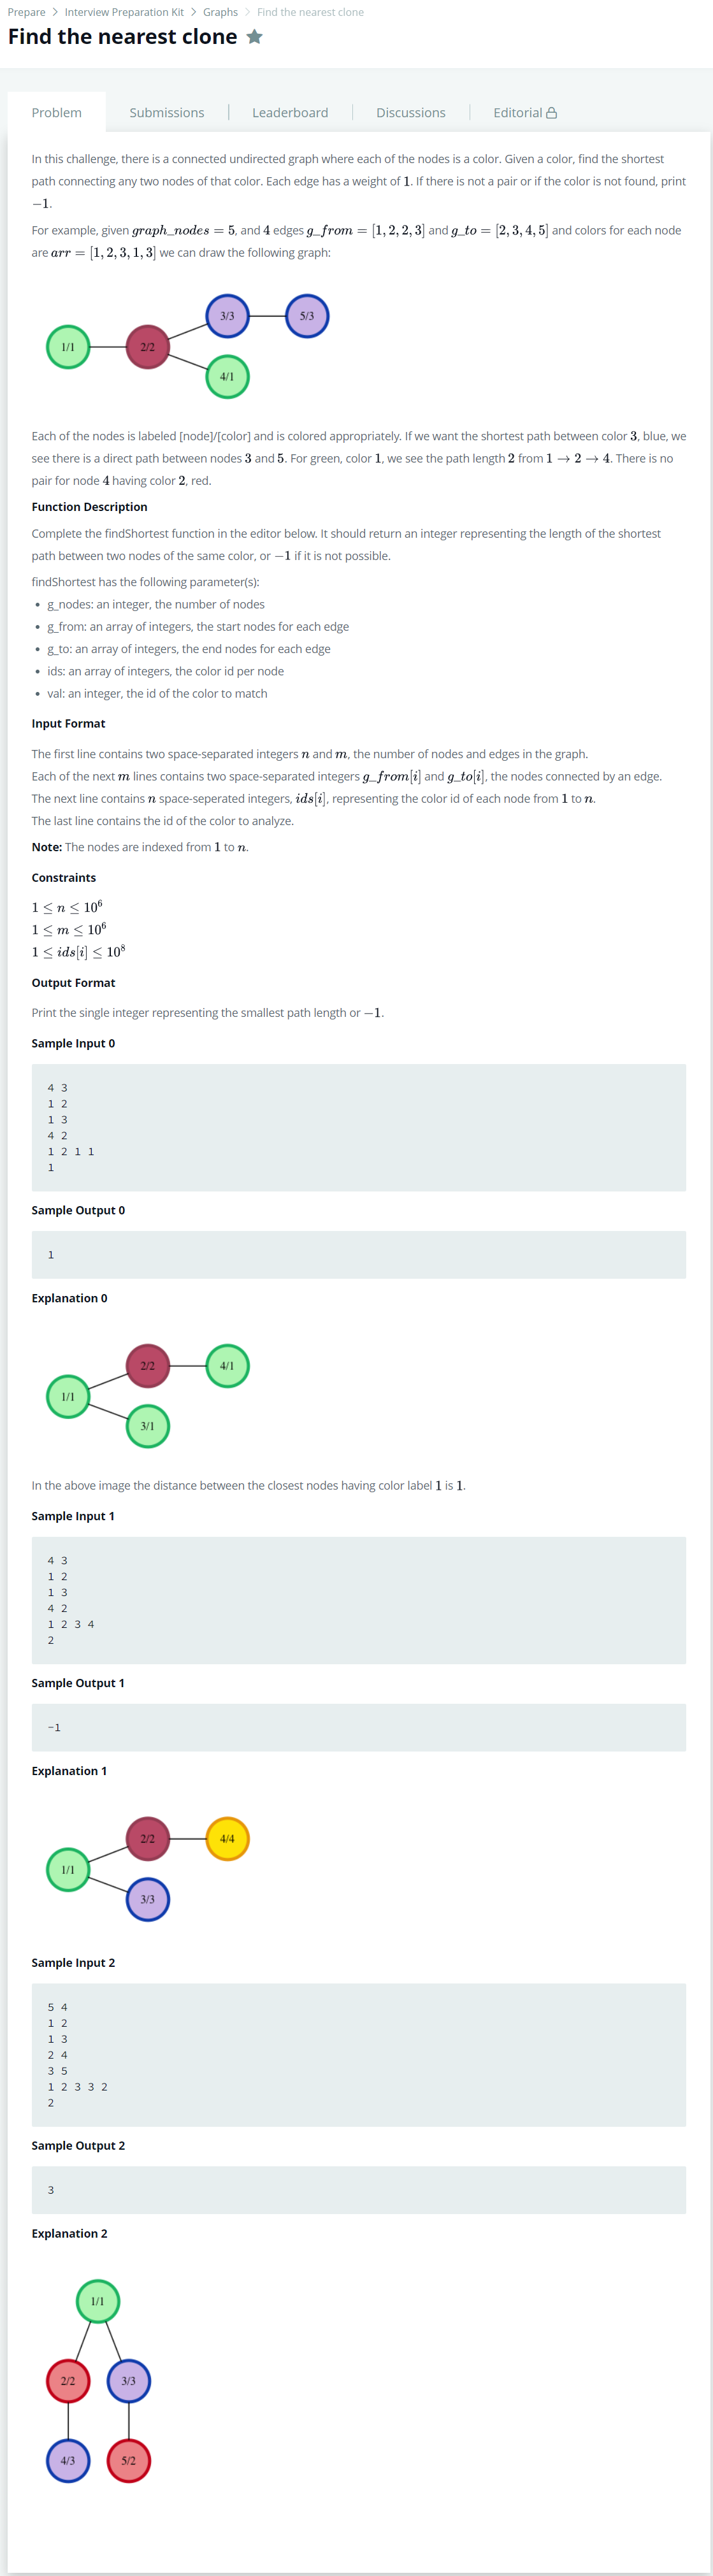 Prepare > Interview Preparation Kit > Graphs > Find the nearest clone
Find the nearest clone ★
Problem
Submissions
Leaderboard
Discussions
Editorial
In this challenge, there is a connected undirected graph where each of the nodes is a color. Given a color, find the shortest
path connecting any two nodes of that color. Each edge has a weight of 1. If there is not a pair or if the color is not found, print
−1.
For example, given graph_nodes = 5, and 4 edges g_from = [1, 2, 2, 3] and g_to = [2, 3, 4, 5] and colors for each node
are arr = [1, 2, 3, 1, 3] we can draw the following graph:
3/3
5/3
1/1
2/2
4/1
Each of the nodes is labeled [node]/[color] and is colored appropriately. If we want the shortest path between color 3, blue, we
see there is a direct path between nodes 3 and 5. For green, color 1, we see the path length 2 from 1 → 2 → 4. There is no
pair for node 4 having color 2, red.
Function Description
Complete the findShortest function in the editor below. It should return an integer representing the length of the shortest
path between two nodes of the same color, or −1 if it is not possible.
findShortest has the following parameter(s):
• g_nodes: an integer, the number of nodes
• g_from: an array of integers, the start nodes for each edge
• g_to: an array of integers, the end nodes for each edge
• ids: an array of integers, the color id per node
• val: an integer, the id of the color to match
Input Format
The first line contains two space-separated integers n and m, the number of nodes and edges in the graph.
Each of the next m lines contains two space-separated integers g_from[i] and g_to[i], the nodes connected by an edge.
The next line contains n space-seperated integers, ids[i], representing the color id of each node from 1 to n.
The last line contains the id of the color to analyze.
Note: The nodes are indexed from 1 to n.
Constraints
1 ≤ n ≤ 10⁶
1 ≤ m ≤ 10⁶
1 ≤ ids[i] ≤ 10⁸
Output Format
Print the single integer representing the smallest path length or −1.
Sample Input 0
4 3
1 2
1 3
4 2
1 2 1 1
1
Sample Output 0
1
Explanation 0
2/2
4/1
1/1
3/1
In the above image the distance between the closest nodes having color label 1 is 1.
Sample Input 1
4 3
1 2
1 3
4 2
1 2 3 4
2
Sample Output 1
-1
Explanation 1
2/2
4/4
1/1
3/3
Sample Input 2
5 4
1 2
1 3
2 4
3 5
1 2 3 3 2
2
Sample Output 2
3
Explanation 2
1/1
2/2
3/3
4/3
5/2